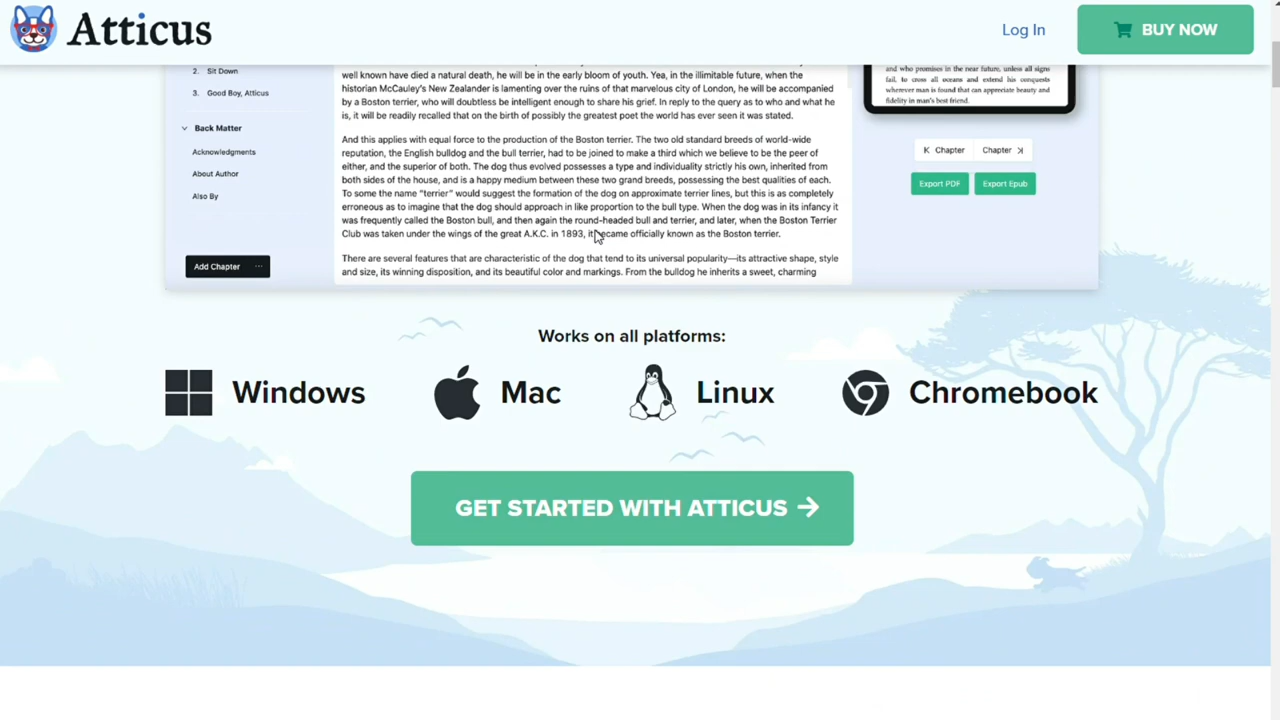 Atticus
Log In
BUY NOW
2. Sit Down
3. Good Boy, Atticus
Back Matter
Acknowledgments
About Author
Also By
Add Chapter ...
well known have died a natural death, he will be in the early bloom of youth. Yea, in the illimitable future, when the
historian McCauley's New Zealander is lamenting over the ruins of that marvelous city of London, he will be accompanied
by a Boston terrier, who will doubtless be intelligent enough to share his grief. In reply to the query as to who and what he
is, it will be readily recalled that on the birth of possibly the greatest poet the world has ever seen it was stated.
And this applies with equal force to the production of the Boston terrier. The two old standard breeds of world-wide
reputation, the English bulldog and the bull terrier, had to be joined to make a third which we believe to be the peer of
either, and the superior of both. The dog thus evolved possesses a type and individuality strictly his own, inherited from
both sides of the house, and is a happy medium between these two grand breeds, possessing the best qualities of each.
To some the name "terrier" would suggest the formation of the dog on approximate terrier lines, but this is as completely
erroneous as to imagine that the dog should approach in like proportion to the bull type. When the dog was in its infancy it
was frequently called the Boston bull, and then again the round-headed bull and terrier, and later, when the Boston Terrier
Club was taken under the wings of the great A.K.C. in 1893, it became officially known as the Boston terrier.
There are several features that are characteristic of the dog that tend to its universal popularity—its attractive shape, style
and size, its winning disposition, and its beautiful color and markings. From the bulldog he inherits a sweet, charming
and who promises in the near future, unless all signs
fail, to cross all oceans and extend his conquests
wherever man is found that can appreciate beauty and
fidelity in man's best friend.
Chapter Chapter
Export PDF Export Epub
Works on all platforms:
Windows Mac Linux Chromebook
GET STARTED WITH ATTICUS